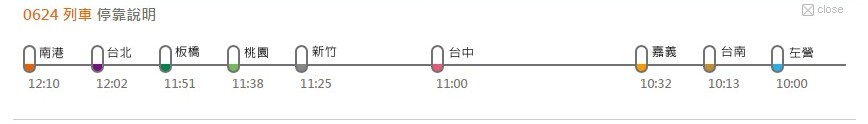 0624 列車 停靠說明
close
南港 台北 板橋 桃園 新竹 台中 嘉義 台南 左營
12:10 12:02 11:51 11:38 11:25 11:00 10:32 10:13 10:00